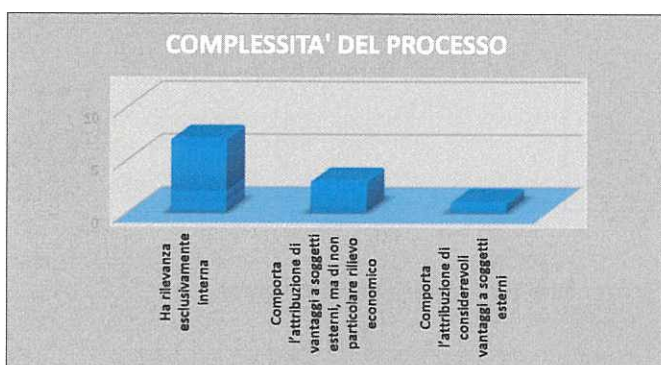 COMPLESSITA' DEL PROCESSO
10
5
0
Ha rilevanza
esclusivamente
interna
Comporta
l'attribuzione di
vantaggi a soggetti
esterni, ma di non
particolare rilievo
economico
Comporta
l'attribuzione di
considerevoli
vantaggi a soggetti
esterni